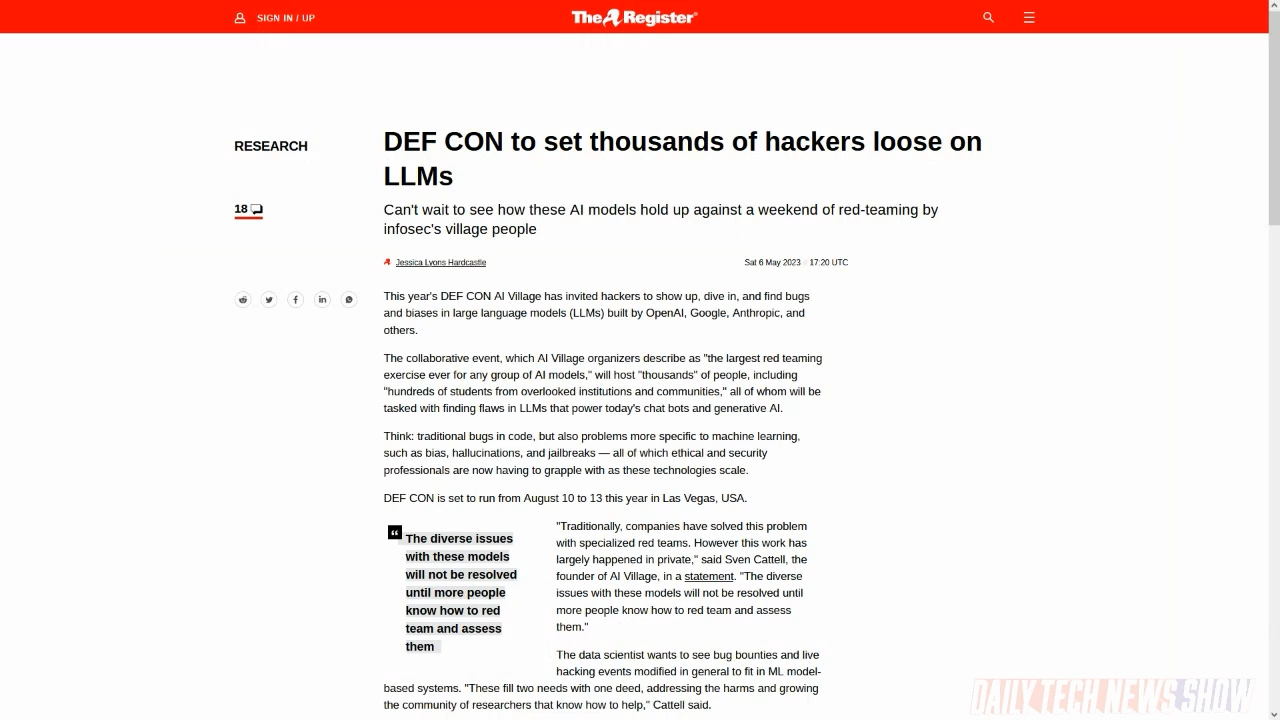 SIGN IN / UP
The Register
RESEARCH
DEF CON to set thousands of hackers loose on
LLMs
18
Can't wait to see how these AI models hold up against a weekend of red-teaming by
infosec's village people
Jessica Lyons Hardcastle
Sat 6 May 2023 17:20 UTC
This year's DEF CON AI Village has invited hackers to show up, dive in, and find bugs
and biases in large language models (LLMs) built by OpenAI, Google, Anthropic, and
others.
The collaborative event, which AI Village organizers describe as "the largest red teaming
exercise ever for any group of AI models," will host "thousands" of people, including
"hundreds of students from overlooked institutions and communities," all of whom will be
tasked with finding flaws in LLMs that power today's chat bots and generative AI.
Think: traditional bugs in code, but also problems more specific to machine learning,
such as bias, hallucinations, and jailbreaks — all of which ethical and security
professionals are now having to grapple with as these technologies scale.
DEF CON is set to run from August 10 to 13 this year in Las Vegas, USA.
“
The diverse issues
with these models
will not be resolved
until more people
know how to red
team and assess
them
"Traditionally, companies have solved this problem
with specialized red teams. However this work has
largely happened in private," said Sven Cattell, the
founder of AI Village, in a statement. "The diverse
issues with these models will not be resolved until
more people know how to red team and assess
them."
The data scientist wants to see bug bounties and live
hacking events modified in general to fit in ML model-
based systems. "These fill two needs with one deed, addressing the harms and growing
the community of researchers that know how to help," Cattell said.
DAILY TECH NEWS SHOW